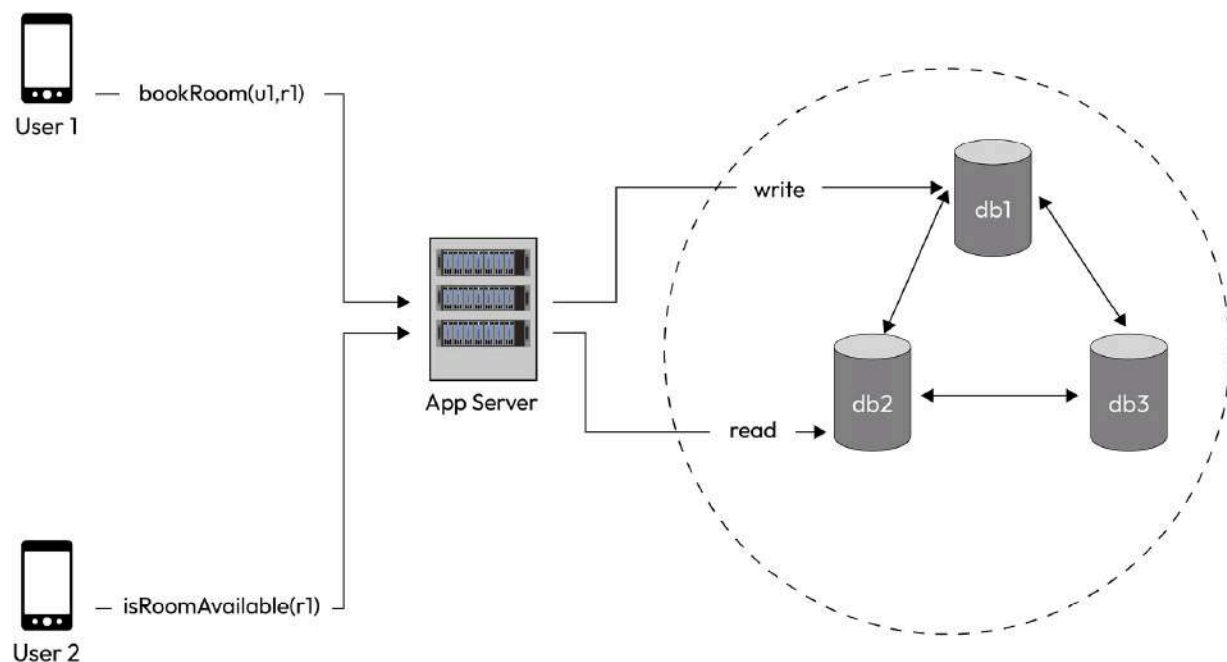 User 1
bookRoom(u1,r1)
App Server
write
db1
db2
db3
read
User 2
isRoomAvailable(r1)